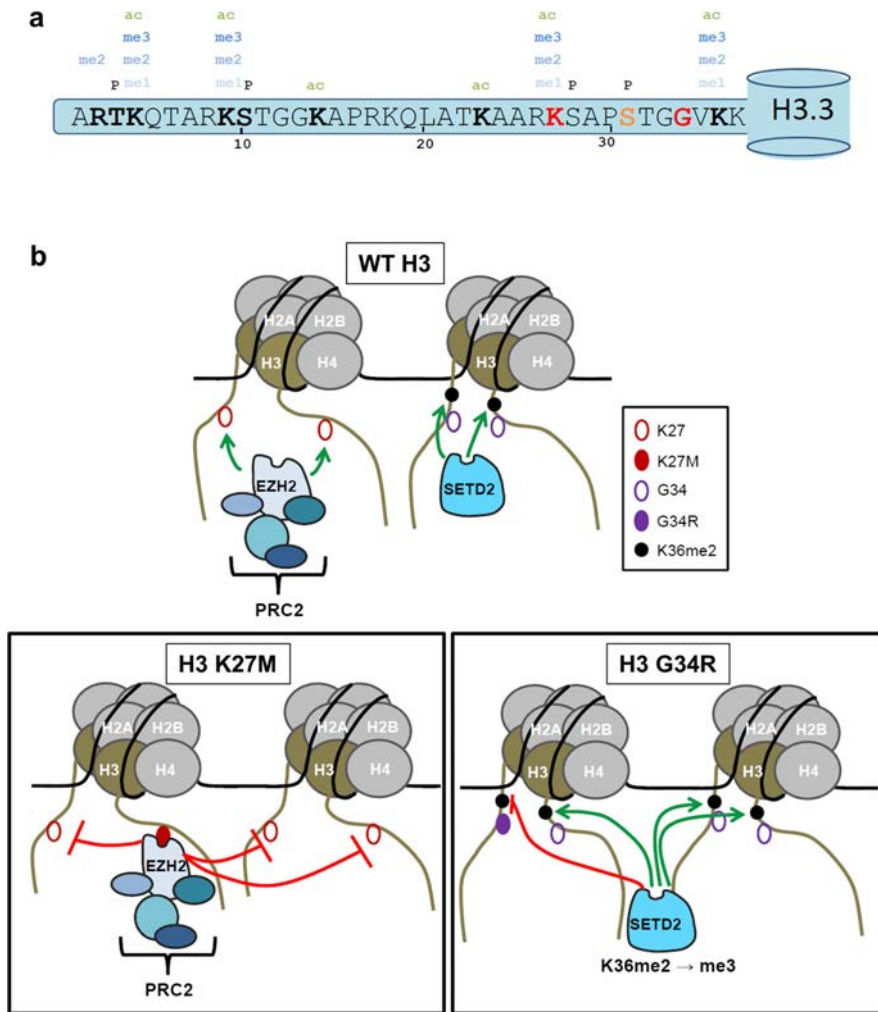 a
ac ac ac ac
me3 me3 me3 me3
me2 me2 me2 me2 me2
P me1 me1 P ac ac me1 P P me1
ARTKQTARKSTGGKAPRKQLATKAARKSAPSTGGVKK H3.3
10 20 30
b
WT H3
H2A H2B
H3 H4
H2A H2B
H3 H4
EZH2
SETD2
PRC2
K27
K27M
G34
G34R
K36me2
H3 K27M
H2A H2B
H3 H4
H2A H2B
H3 H4
EZH2
PRC2
H3 G34R
H2A H2B
H3 H4
H2A H2B
H3 H4
SETD2
K36me2 → me3